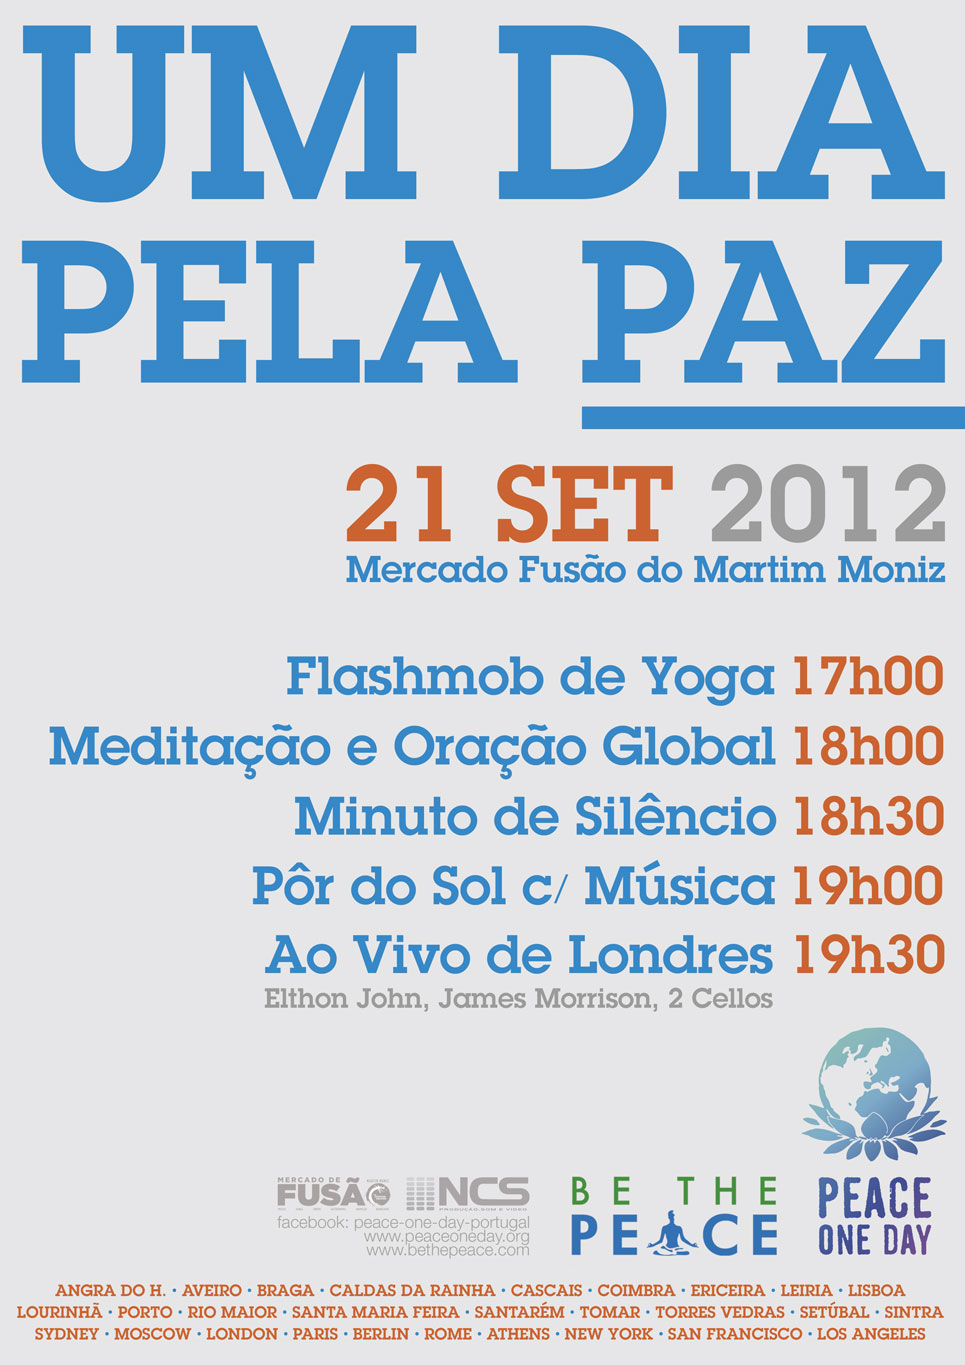 UM DIA
PELA PAZ
21 SET 2012
Mercado Fusão do Martim Moniz
Flashmob de Yoga 17h00
Meditação e Oração Global 18h00
Minuto de Silêncio 18h30
Pôr do Sol c/ Música 19h00
Ao Vivo de Londres 19h30
Elthon John, James Morrison, 2 Cellos
MERCADO DE
FUSÃO
NCS
PRODUÇÃO, SOM E VIDEO
facebook: peace-one-day-portugal
www.peaceoneday.org
www.bethepeace.com
BE THE
PEACE
PEACE
ONE DAY
ANGRA DO H. · AVEIRO · BRAGA · CALDAS DA RAINHA · CASCAIS · COIMBRA · ERICEIRA · LEIRIA · LISBOA
LOURINHÃ · PORTO · RIO MAIOR · SANTA MARIA FEIRA · SANTARÉM · TOMAR · TORRES VEDRAS · SETÚBAL · SINTRA
SYDNEY · MOSCOW · LONDON · PARIS · BERLIN · ROME · ATHENS · NEW YORK · SAN FRANCISCO · LOS ANGELES